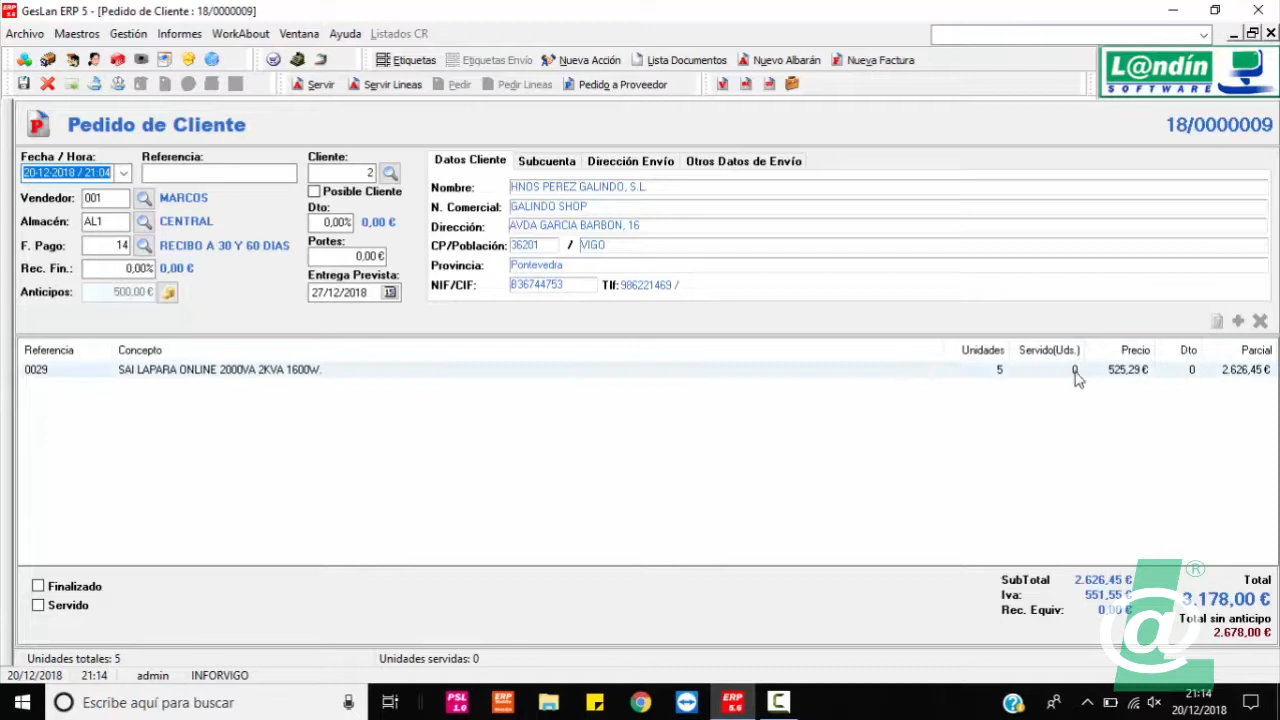 GesLan ERP 5 - [Pedido de Cliente : 18/0000009]
Archivo Maestros Gestión Informes WorkAbout Ventana Ayuda Listados CR
Etiquetas Etiquetas Envío Nueva Acción Lista Documentos Nuevo Albarán Nueva Factura
Servir Servir Lineas Pedir Pedir Lineas Pedido a Proveedor
L@ndín
SOFTWARE
Pedido de Cliente 18/0000009
Fecha / Hora: Referencia: Cliente: Datos Cliente Subcuenta Dirección Envío Otros Datos de Envío
20-12-2018 / 21:04 2
Posible Cliente
Nombre: HNOS PEREZ GALINDO, S.L.
Vendedor: 001 MARCOS
Dto:
N. Comercial: GALINDO SHOP
Almacén: AL1 CENTRAL 0,00% 0,00 €
Dirección: AVDA GARCIA BARBON, 16
Portes:
F. Pago: 14 RECIBO A 30 Y 60 DIAS
CP/Población: 36201 / VIGO
0,00 €
Rec. Fin.: 0,00% 0,00 €
Provincia: Pontevedra
Entrega Prevista:
Anticipos: 500,00 € 27/12/2018
NIF/CIF: B36744753 Tlf: 986221469 /
Referencia Concepto Unidades Servido(Uds.) Precio Dto Parcial
0029 SAI LAPARA ONLINE 2000VA 2KVA 1600W. 5 0 525,29 € 0 2.626,45 €
Finalizado
Servido
SubTotal 2.626,45 € Total
Iva: 551,55 € 3.178,00 €
Rec. Equiv: 0,00 €
Total sin anticipo
2.678,00 €
®
@
Unidades totales: 5 Unidades servidas: 0
20/12/2018 21:14 admin INFORVIGO
Escribe aquí para buscar
PSL
1.0
ERP
ERP
5.6
21:14
20/12/2018